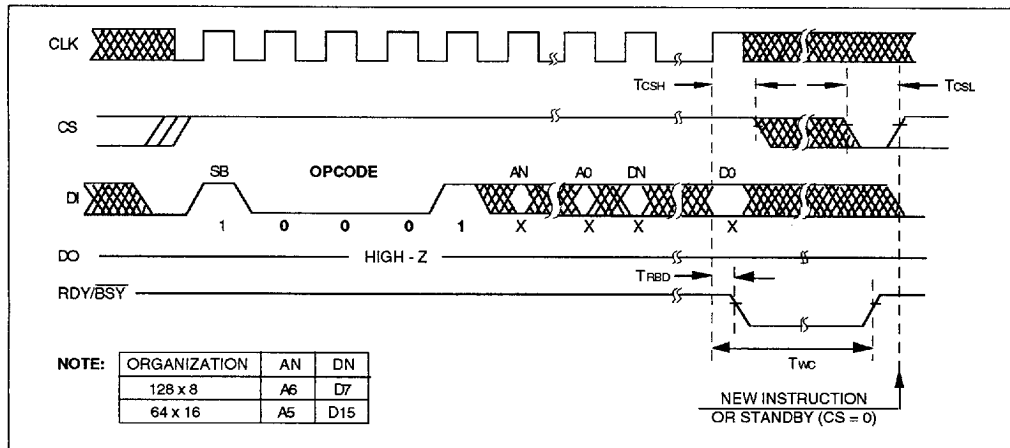 CLK
TCSH
TCSL
CS
SB OPCODE AN A0 DN D0
DI
1 0 0 0 1 X X X X
DO HIGH - Z
TRBD
RDY/BSY
TWC
NOTE: ORGANIZATION AN DN
128 x 8 A6 D7
64 x 16 A5 D15
NEW INSTRUCTION
OR STANDBY (CS = 0)